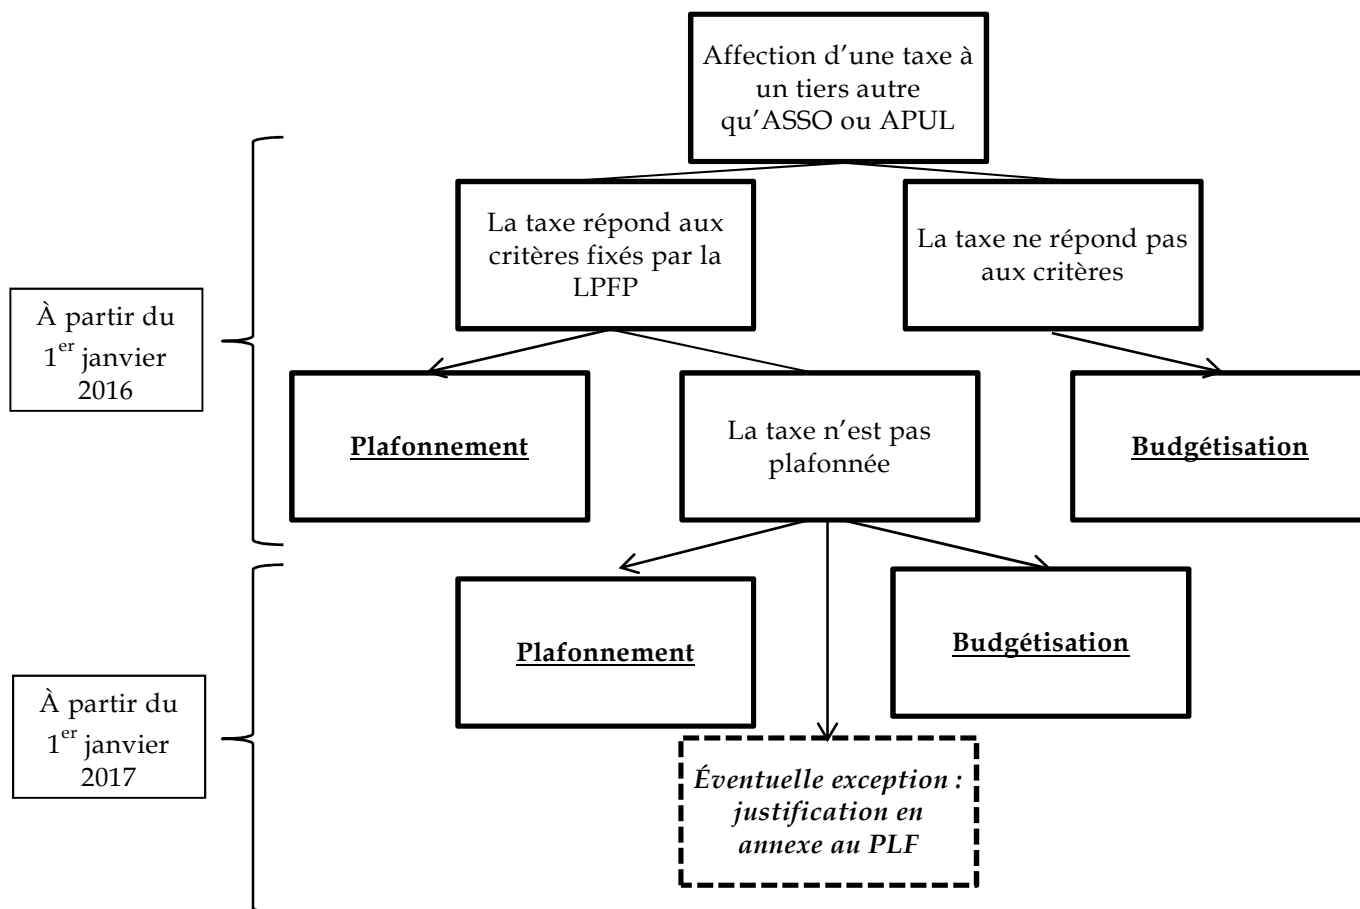 Affection d’une taxe à
un tiers autre
qu’ASSO ou APUL
La taxe répond aux
critères fixés par la
LPFP
La taxe ne répond pas
aux critères
À partir du
1er janvier
2016
Plafonnement
La taxe n’est pas
plafonnée
Budgétisation
Plafonnement
Budgétisation
À partir du
1er janvier
2017
Éventuelle exception :
justification en
annexe au PLF